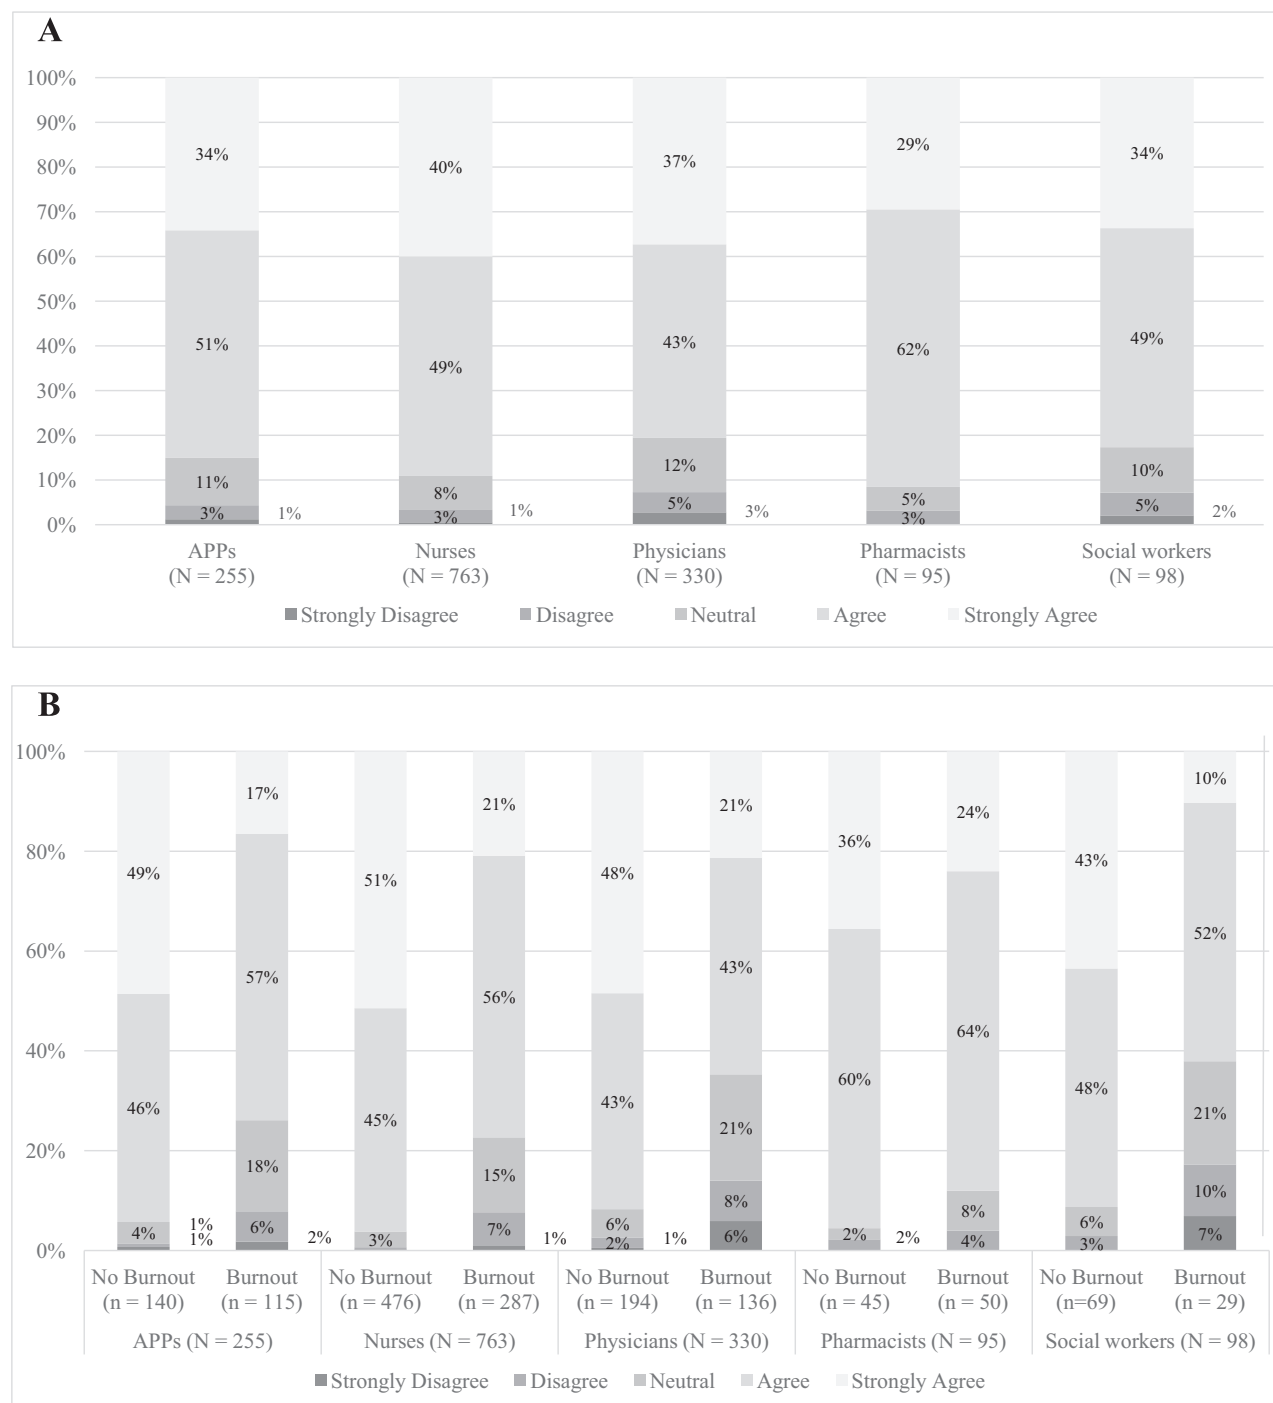 A
100%
90%
80%
70%
60%
50%
40%
30%
20%
10%
0%
34% 40% 37% 29% 34%
51% 49% 43% 62% 49%
11% 8% 12% 5% 10%
3% 1% 3% 1% 5% 3% 3% 5% 2%
APPs Nurses Physicians Pharmacists Social workers
(N = 255) (N = 763) (N = 330) (N = 95) (N = 98)
Strongly Disagree Disagree Neutral Agree Strongly Agree
B
100%
80%
60%
40%
20%
0%
49% 17% 51% 21% 48% 21% 36% 24% 43% 10%
46% 57% 45% 56% 43% 43% 60% 64% 48% 52%
4% 18% 3% 15% 6% 21% 2% 8% 6% 21%
1% 6% 7% 2% 8% 2% 4% 3% 10%
1% 2% 1% 1% 6% 7%
No Burnout Burnout No Burnout Burnout No Burnout Burnout No Burnout Burnout No Burnout Burnout
(n = 140) (n = 115) (n = 476) (n = 287) (n = 194) (n = 136) (n = 45) (n = 50) (n=69) (n = 29)
APPs (N = 255) Nurses (N = 763) Physicians (N = 330) Pharmacists (N = 95) Social workers (N = 98)
Strongly Disagree Disagree Neutral Agree Strongly Agree